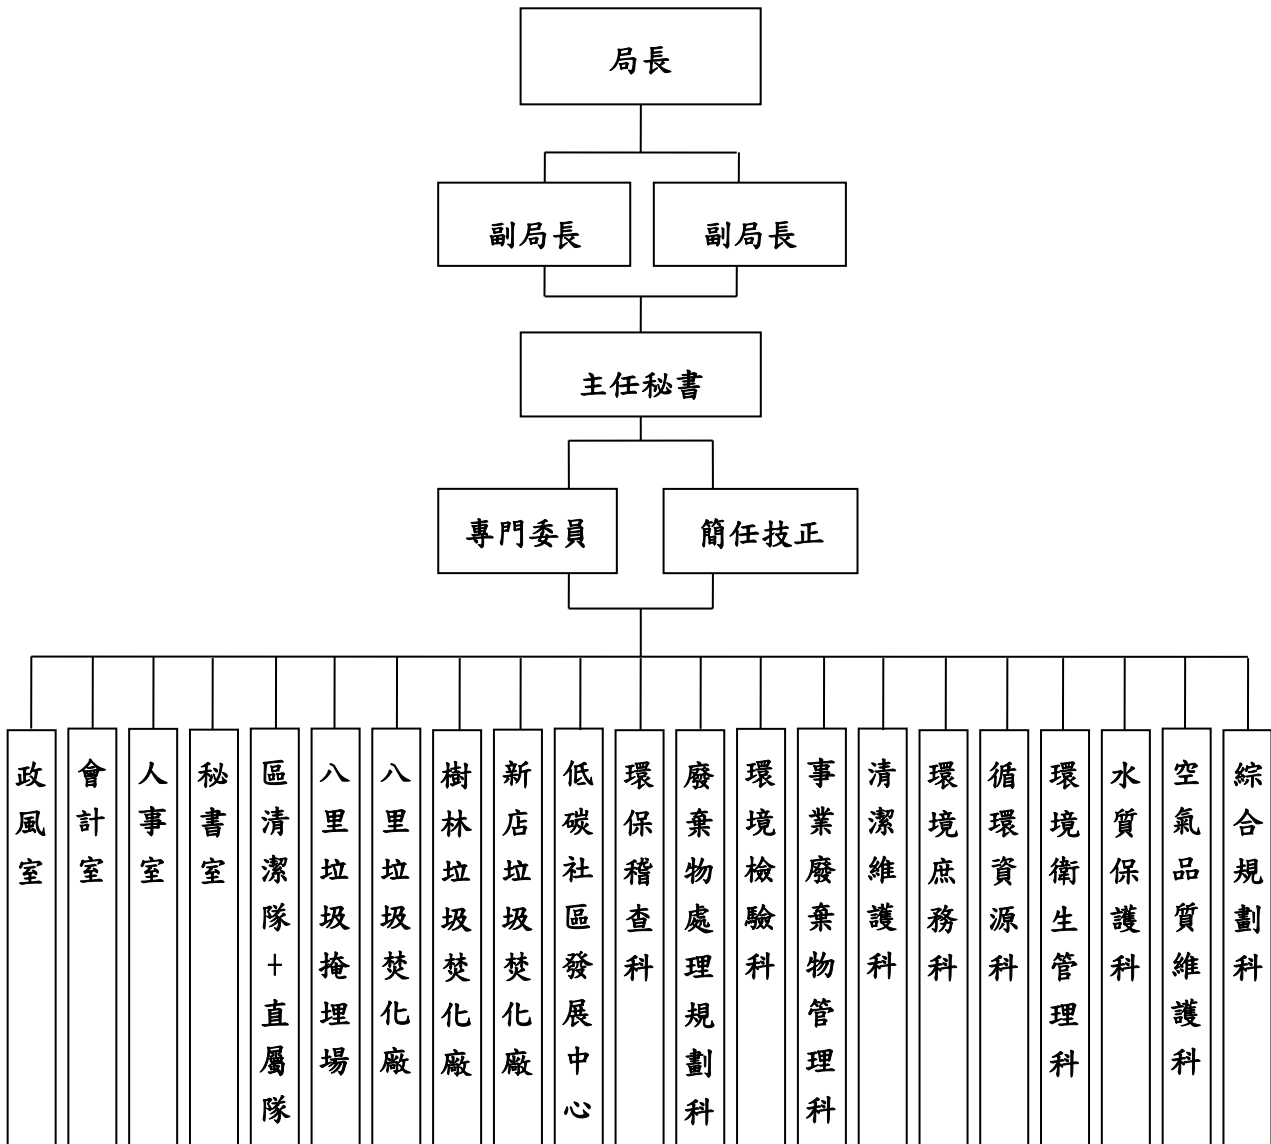 局長
副局長
副局長
主任秘書
專門委員
簡任技正
政風室
會計室
人事室
秘書室
區清潔隊+直屬隊
八里垃圾掩埋場
八里垃圾焚化廠
樹林垃圾焚化廠
新店垃圾焚化廠
低碳社區發展中心
環保稽查科
廢棄物處理規劃科
環境檢驗科
事業廢棄物管理科
清潔維護科
環境庶務科
循環資源科
環境衛生管理科
水質保護科
空氣品質維護科
綜合規劃科